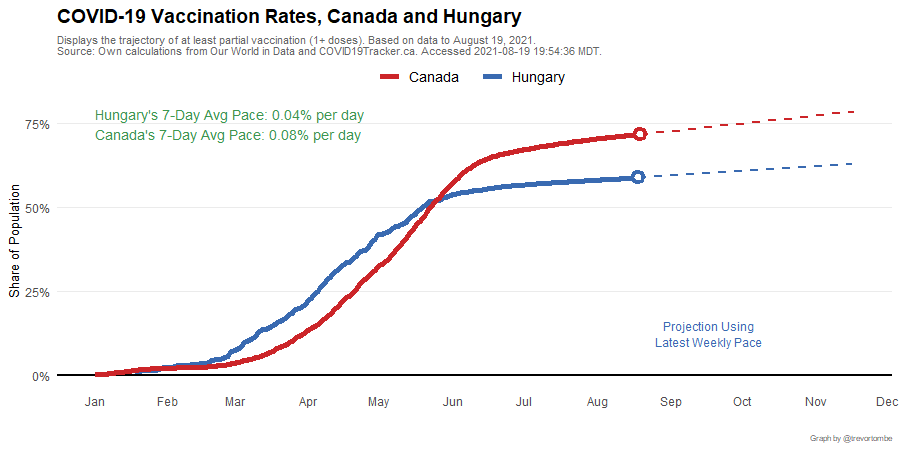 COVID-19 Vaccination Rates, Canada and Hungary
Displays the trajectory of at least partial vaccination (1+ doses). Based on data to August 19, 2021.
Source: Own calculations from Our World in Data and COVID19Tracker.ca. Accessed 2021-08-19 19:54:36 MDT.
Canada Hungary
Hungary's 7-Day Avg Pace: 0.04% per day
Canada's 7-Day Avg Pace: 0.08% per day
75%
50%
25%
0%
Share of Population
Projection Using
Latest Weekly Pace
Jan Feb Mar Apr May Jun Jul Aug Sep Oct Nov Dec
Graph by @trevortombe